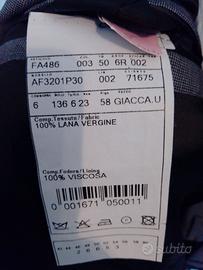 FA486 003 50 6R 002
AF3201P30 002 71675
6 136 6 23 58 GIACCA.U
Comp.Tessuto/Fabric
100% LANA VERGINE
Comp.Fodera/Lining
100% VISCOSA
0 001671 050011
subito